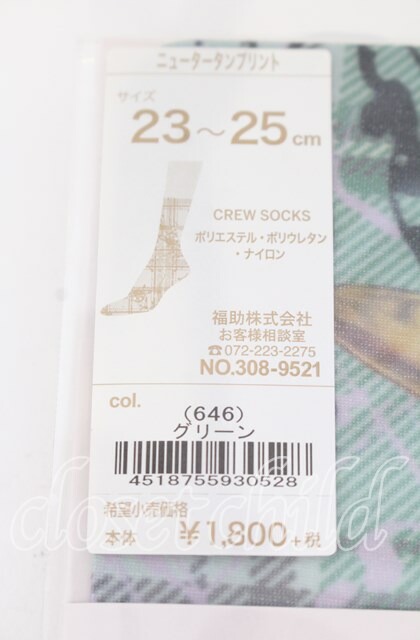 ニュータータンプリント
サイズ
23～25cm
CREW SOCKS
ポリエステル・ポリウレタン
・ナイロン
福助株式会社
お客様相談室
☎072-223-2275
NO.308-9521
col.
(646)
グリーン
4518755930528
希望小売価格
本体 ¥1,800+税
closetchild